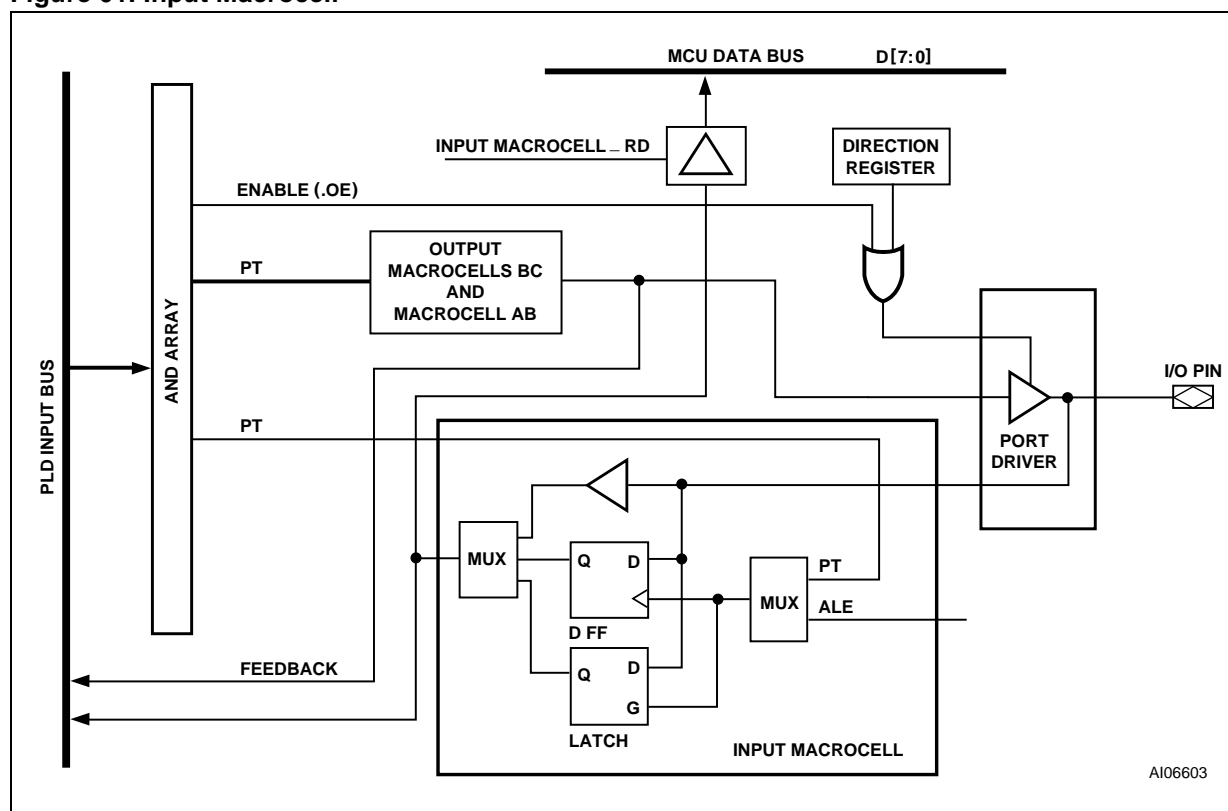 MCU DATA BUS D[7:0]
INPUT MACROCELL _ RD
DIRECTION
REGISTER
ENABLE (.OE)
PT
OUTPUT
MACROCELLS BC
AND
MACROCELL AB
PLD INPUT BUS
AND ARRAY
I/O PIN
PORT
DRIVER
PT
MUX
Q D
D FF
MUX
PT
ALE
FEEDBACK
Q D
G
LATCH
INPUT MACROCELL
AI06603